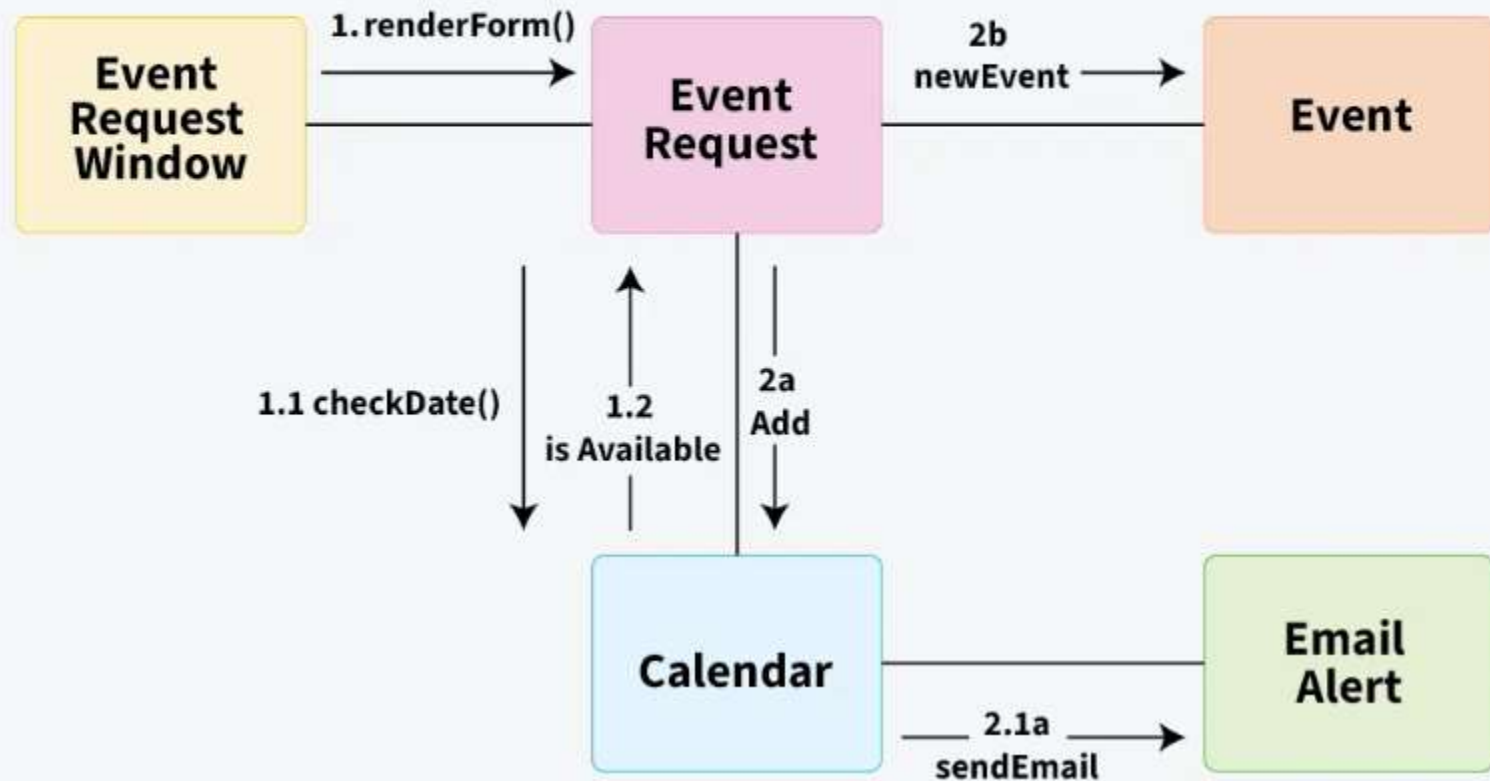 1. renderForm()
Event
Request
Window
Event
Request
2b
newEvent
Event
1.1 checkDate()
1.2
is Available
2a
Add
Calendar
Email
Alert
2.1a
sendEmail